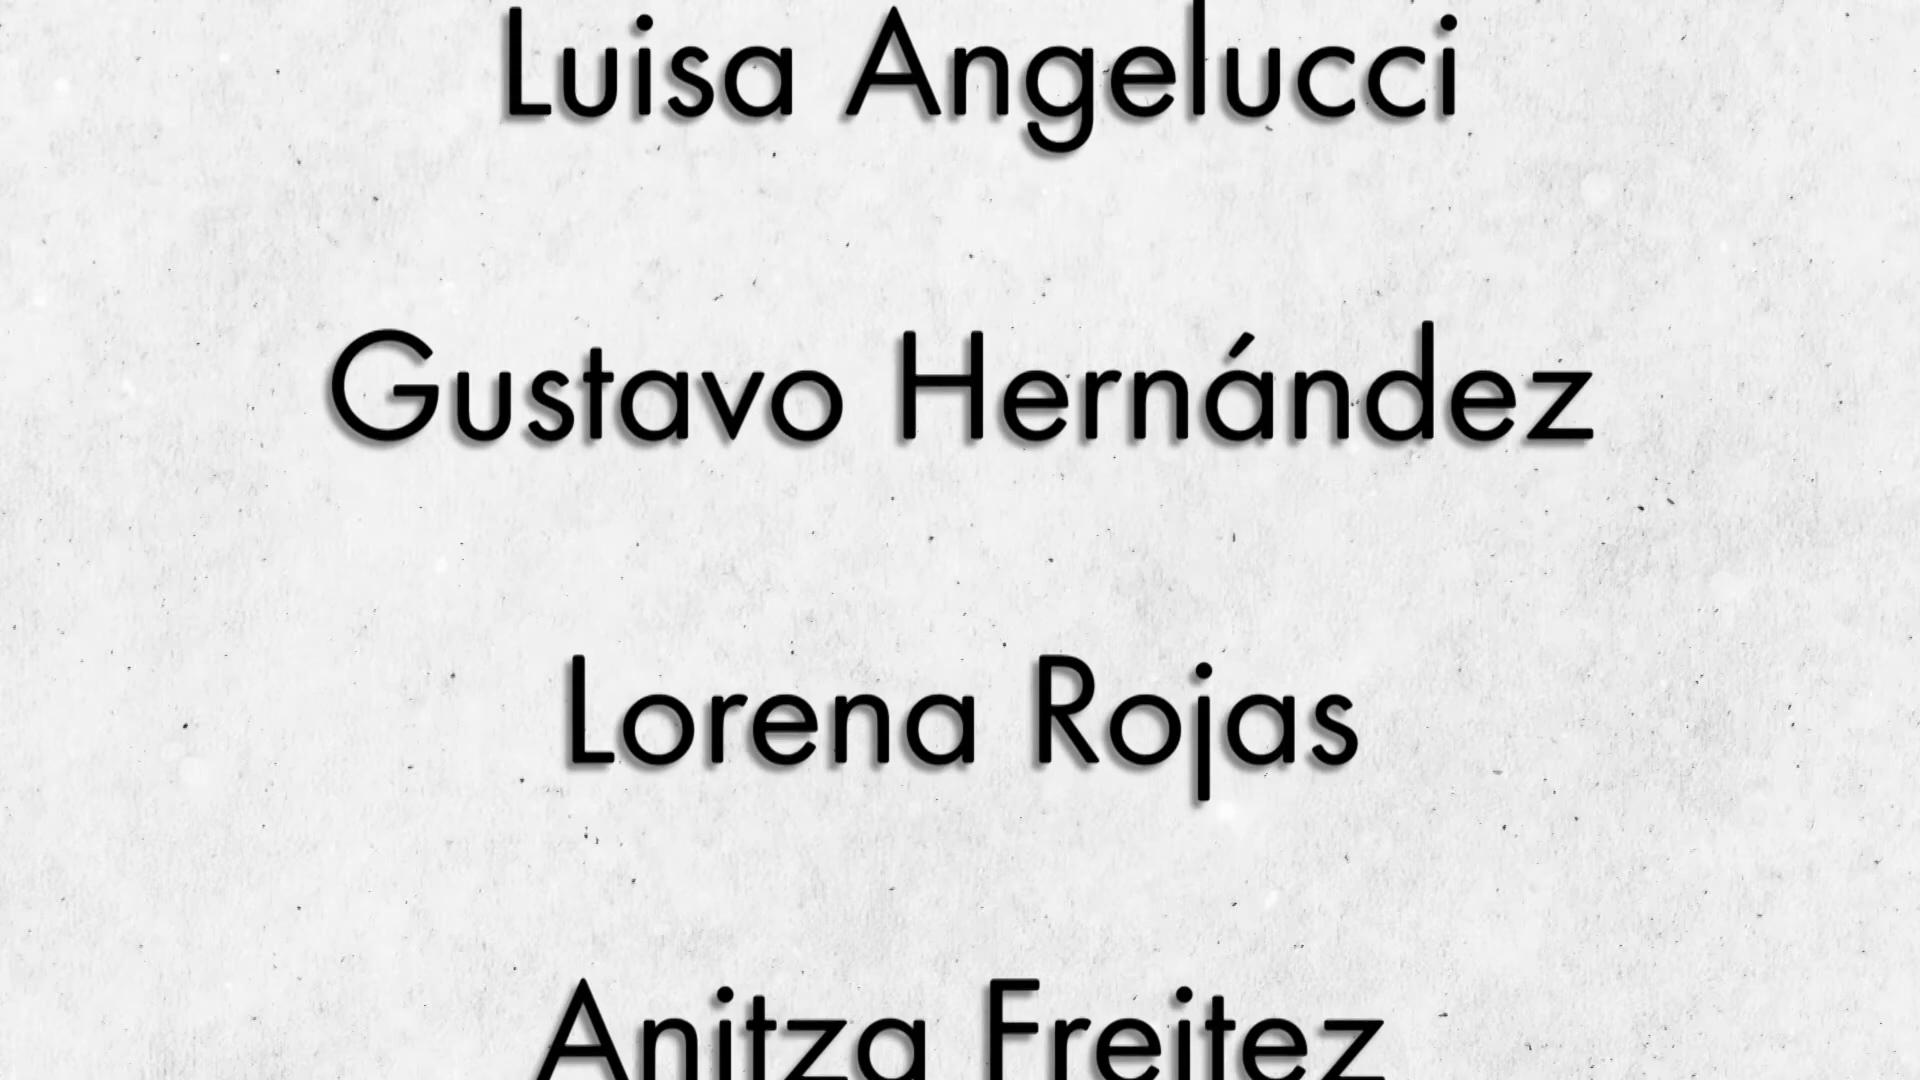 Luisa Angelucci
Gustavo Hernández
Lorena Rojas
Anitza Freitez